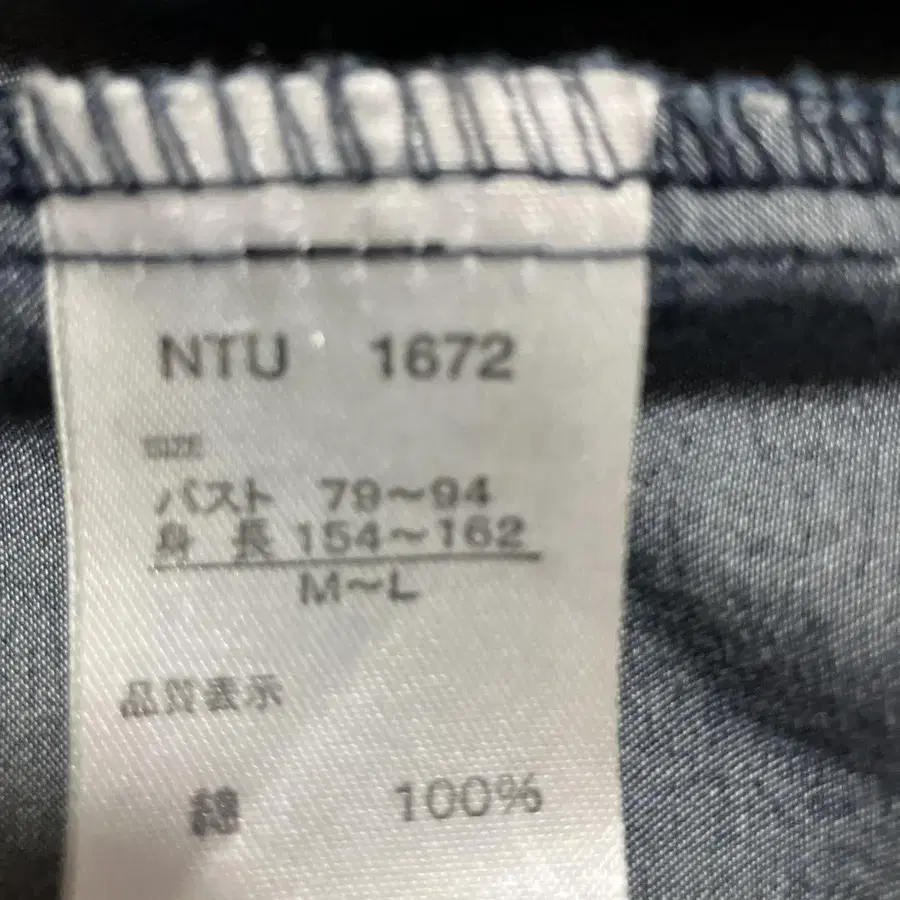 NTU 1672
SIZE
バスト 79～94
身長 154～162
M～L
品質表示
綿 100%